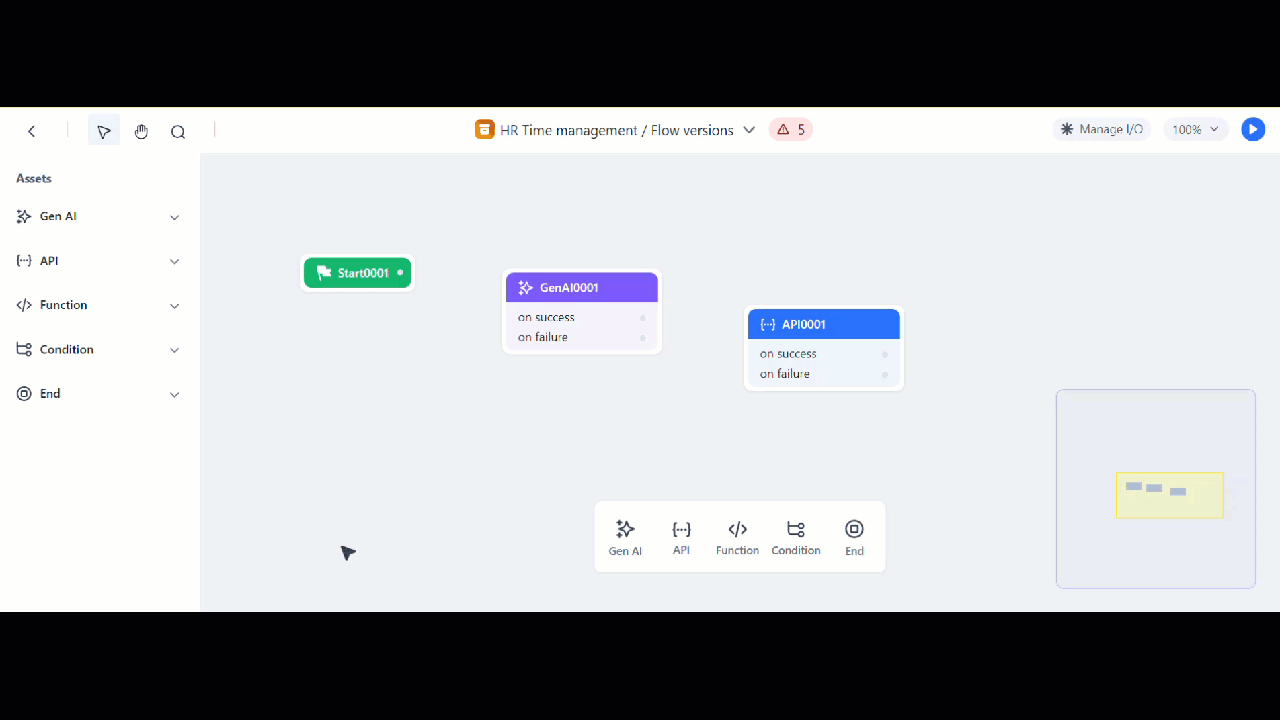 HR Time management / Flow versions
5
Manage I/O
100%
Assets
Gen AI
API
Function
Condition
End
Start0001
GenAI0001
on success
on failure
API0001
on success
on failure
Gen AI
API
Function
Condition
End